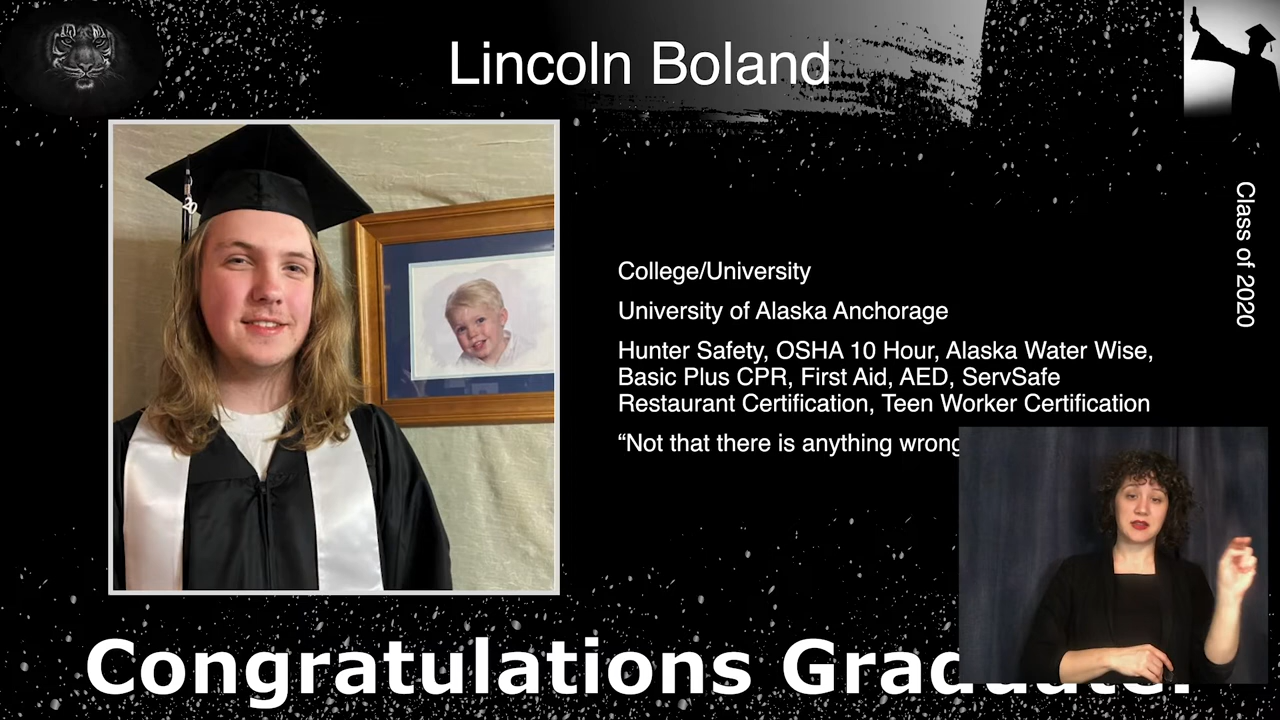 Lincoln Boland
20
Class of 2020
College/University
University of Alaska Anchorage
Hunter Safety, OSHA 10 Hour, Alaska Water Wise,
Basic Plus CPR, First Aid, AED, ServSafe
Restaurant Certification, Teen Worker Certification
“Not that there is anything wrong
Congratulations